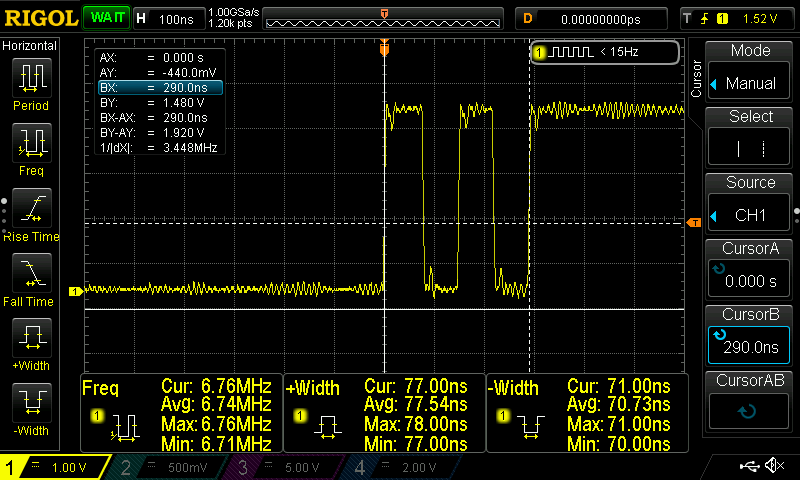 RIGOL WAIT H 100ns 1.00GSa/s 1.20k pts T D 0.00000000ps T 1 1.52 V
Horizontal
Period
Freq
Rise Time
Fall Time
+Width
-Width
AX: = 0.000 s
AY: = -440.0mV
BX: = 290.0ns
BY: = 1.480 V
BX-AX: = 290.0ns
BY-AY: = 1.920 V
1/|dX|: = 3.448MHz
T
1 < 15Hz
1
T
Cursor
Mode
Manual
Select
Source
CH1
CursorA
0.000 s
CursorB
290.0ns
CursorAB
Freq
1
Cur: 6.76MHz
Avg: 6.74MHz
Max: 6.76MHz
Min: 6.71MHz
+Width
1
Cur: 77.00ns
Avg: 77.54ns
Max: 78.00ns
Min: 77.00ns
-Width
1
Cur: 71.00ns
Avg: 70.73ns
Max: 71.00ns
Min: 70.00ns
1 = 1.00 V 2 = 500mV 3 = 5.00 V 4 = 2.00 V